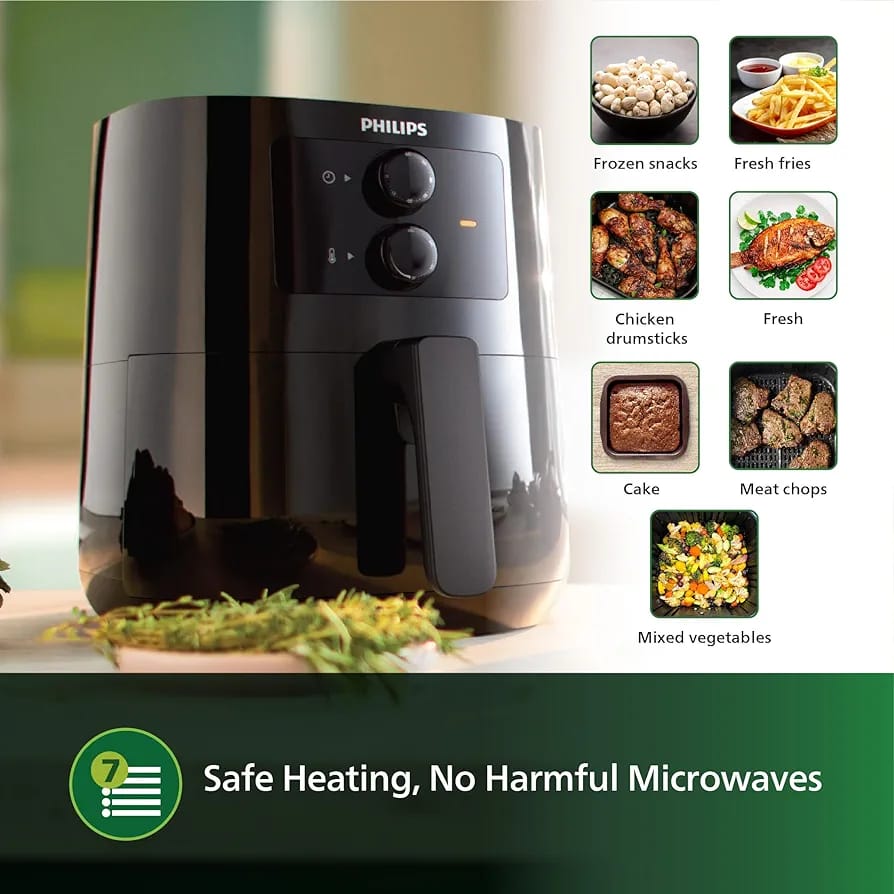 PHILIPS
Frozen snacks
Fresh fries
Chicken
drumsticks
Fresh
Cake
Meat chops
Mixed vegetables
7
Safe Heating, No Harmful Microwaves